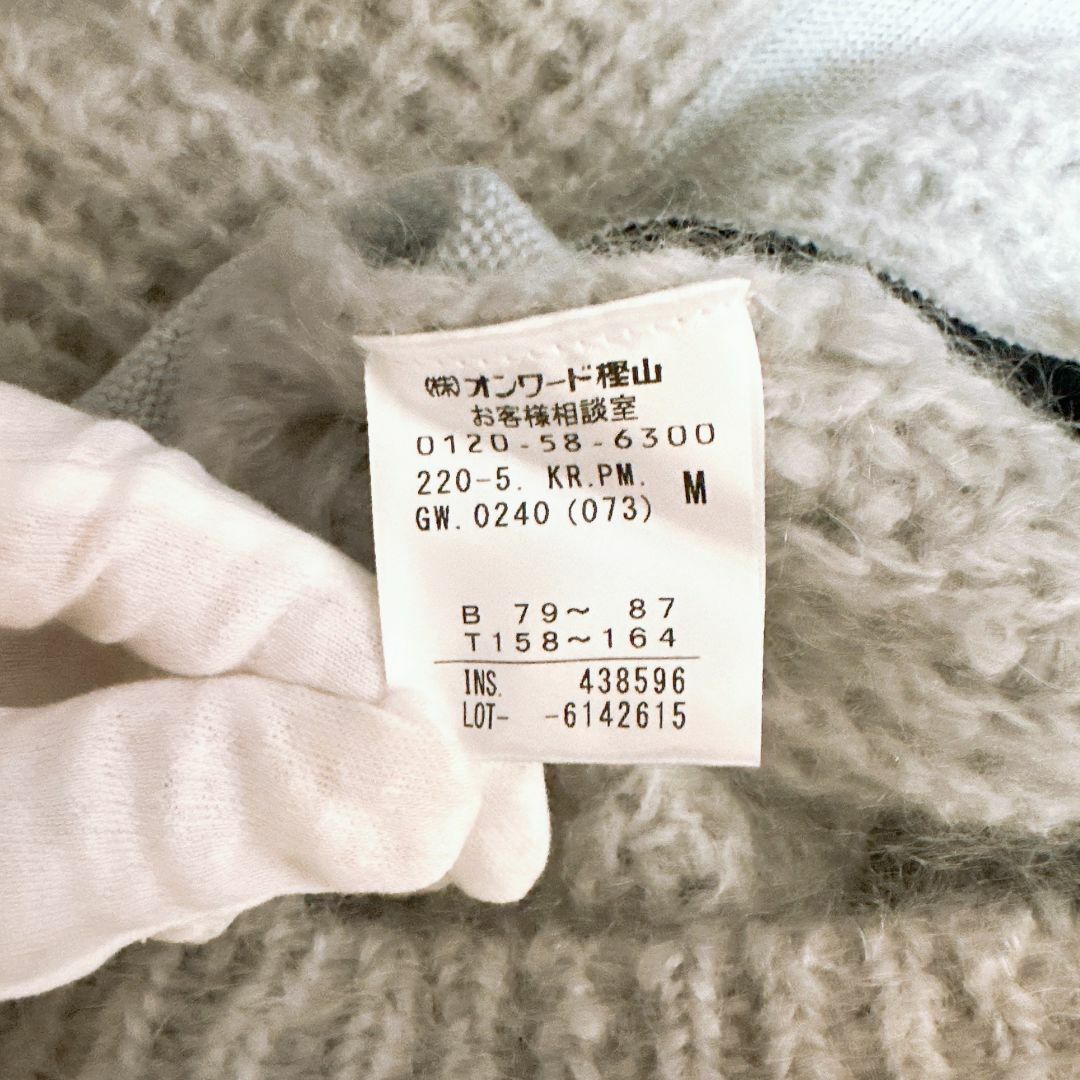 (株)オンワード樫山
お客様相談室
0120-58-6300
220-5. KR.PM. M
GW.0240 (073)
B 79～ 87
T158～164
INS. 438596
LOT- -6142615